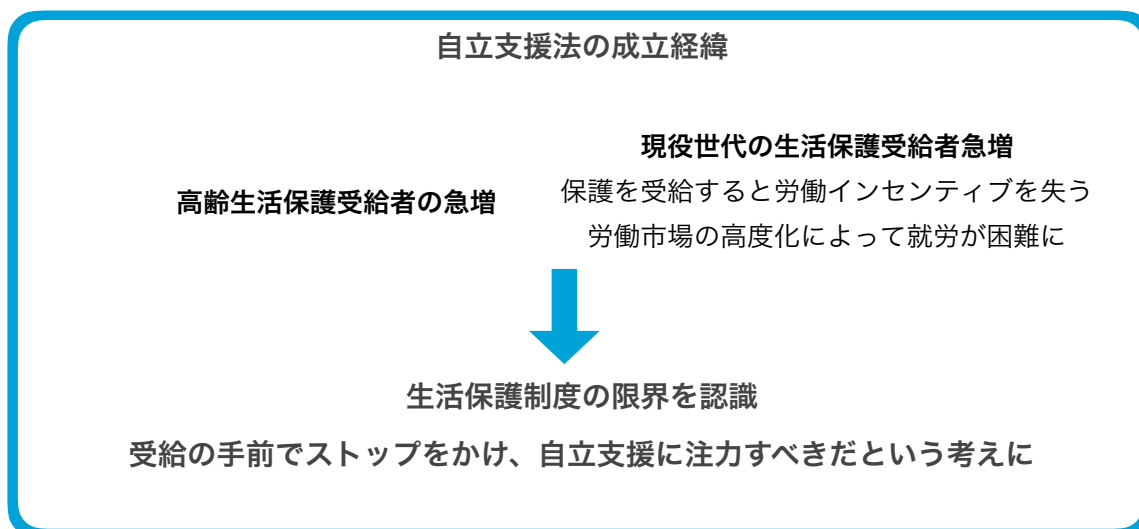 自立支援法の成立経緯
高齢生活保護受給者の急増
現役世代の生活保護受給者急増
保護を受給すると労働インセンティブを失う
労働市場の高度化によって就労が困難に
生活保護制度の限界を認識
受給の手前でストップをかけ、自立支援に注力すべきだという考えに